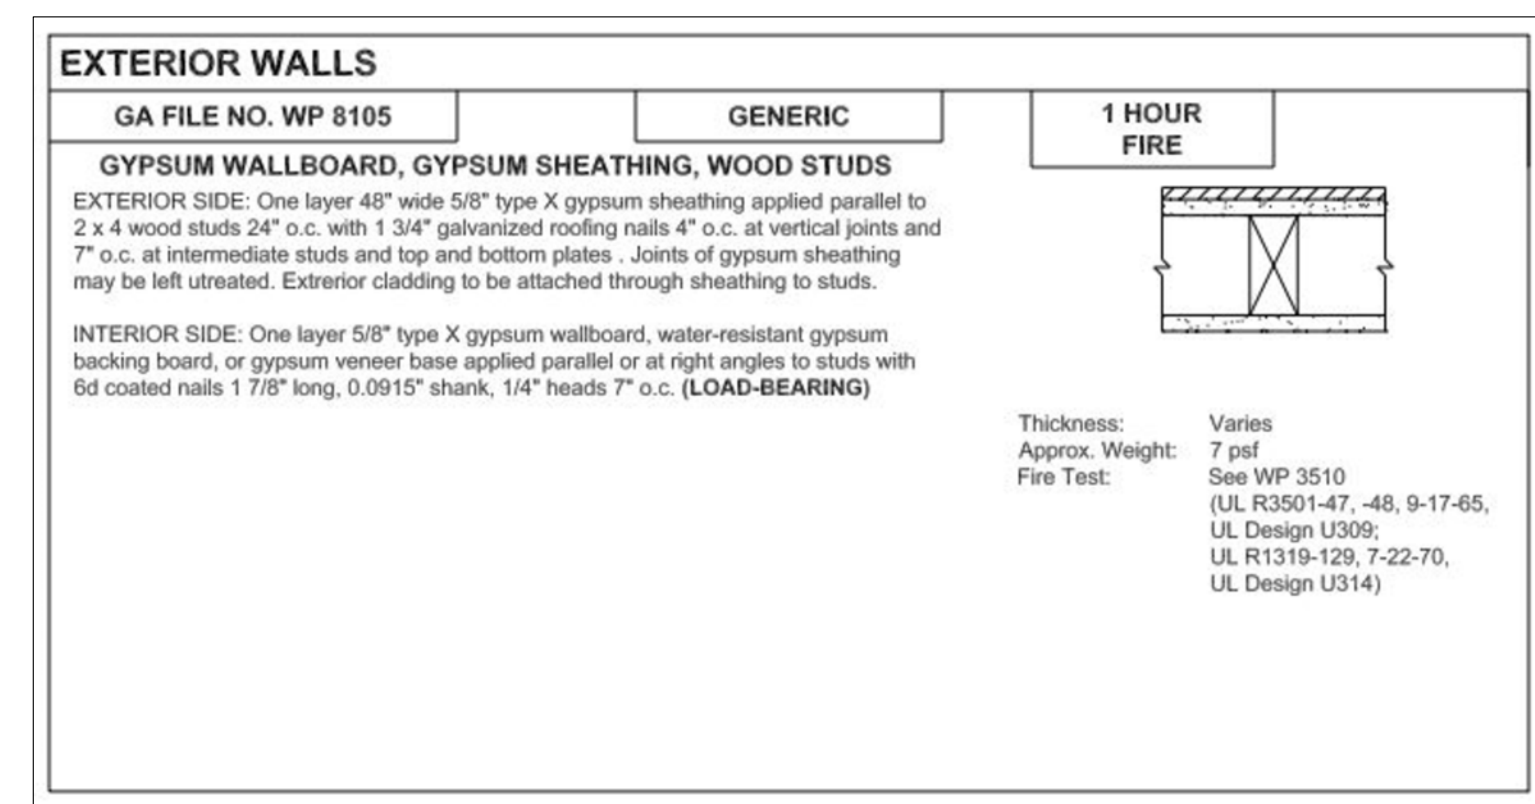 EXTERIOR WALLS
GA FILE NO. WP 8105
GENERIC
1 HOUR
FIRE
GYPSUM WALLBOARD, GYPSUM SHEATHING, WOOD STUDS
EXTERIOR SIDE: One layer 48" wide 5/8" type X gypsum sheathing applied parallel to
2 x 4 wood studs 24" o.c. with 1 3/4" galvanized roofing nails 4" o.c. at vertical joints and
7" o.c. at intermediate studs and top and bottom plates . Joints of gypsum sheathing
may be left utreated. Extrerior cladding to be attached through sheathing to studs.
INTERIOR SIDE: One layer 5/8" type X gypsum wallboard, water-resistant gypsum
backing board, or gypsum veneer base applied parallel or at right angles to studs with
6d coated nails 1 7/8" long, 0.0915" shank, 1/4" heads 7" o.c. (LOAD-BEARING)
Thickness: Varies
Approx. Weight: 7 psf
Fire Test: See WP 3510
(UL R3501-47, -48, 9-17-65,
UL Design U309;
UL R1319-129, 7-22-70,
UL Design U314)